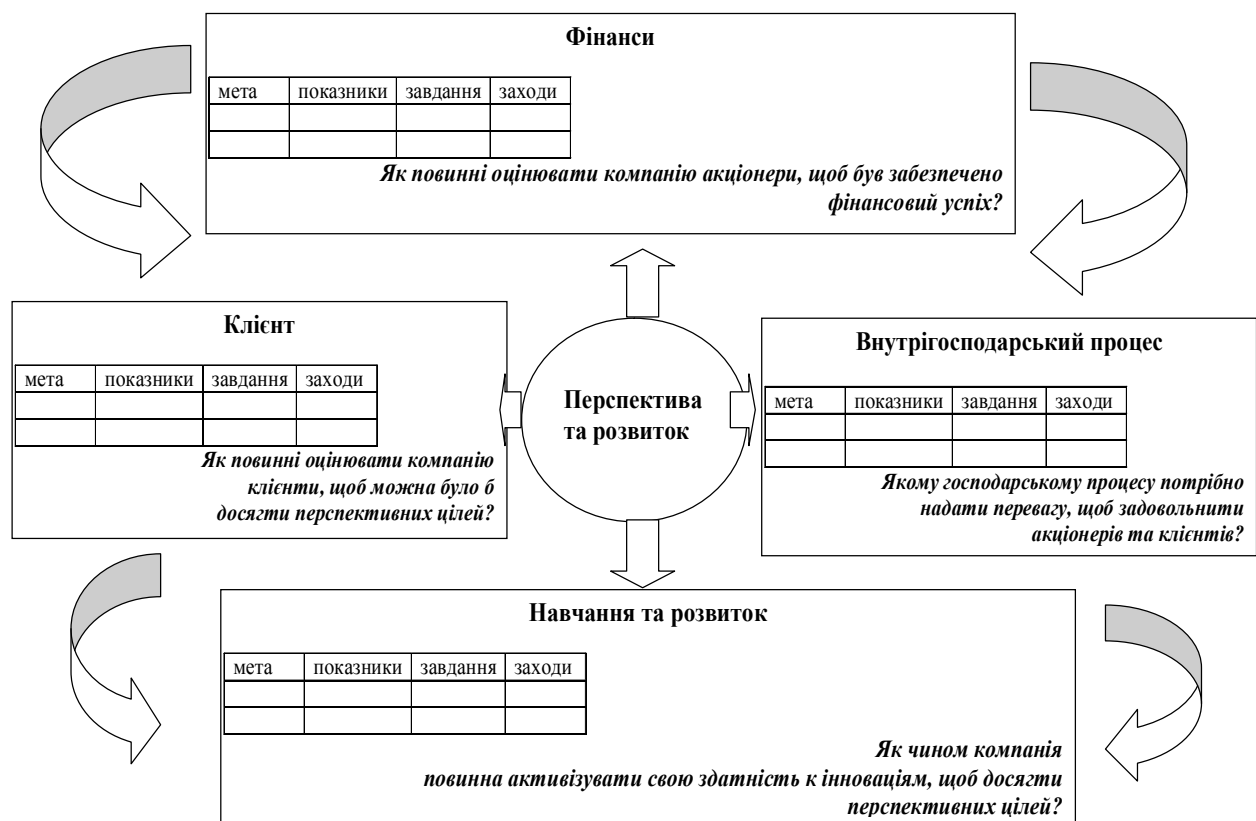 Фінанси
мета показники завдання заходи
Як повинні оцінювати компанію акціонери, щоб був забезпечено
фінансовий успіх?
Клієнт
мета показники завдання заходи
Як повинні оцінювати компанію
клієнти, щоб можна було б
досягти перспективних цілей?
Перспектива
та розвиток
Внутрігосподарський процес
мета показники завдання заходи
Якому господарському процесу потрібно
надати перевагу, щоб задовольнити
акціонерів та клієнтів?
Навчання та розвиток
мета показники завдання заходи
Як чином компанія
повинна активізувати свою здатність к інноваціям, щоб досягти
перспективних цілей?